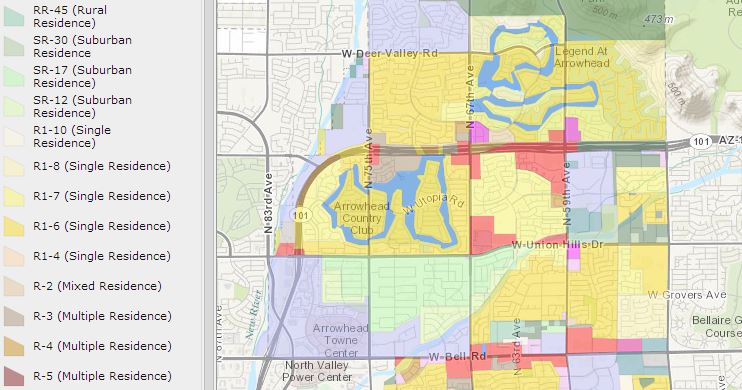 RR-45 (Rural
Residence)
SR-30 (Suburban
Residence
SR-17 (Suburban
Residence)
SR-12 (Suburban
Residence)
R1-10 (Single
Residence)
R1-8 (Single Residence)
R1-7 (Single Residence)
R1-6 (Single Residence)
R1-4 (Single Residence)
R-2 (Mixed Residence)
R-3 (Multiple Residence)
R-4 (Multiple Residence)
R-5 (Multiple Residence)
500 m
473 m
W Deer Valley Rd
Legend At
Arrowhead
500 m
N 67th Ave
N 75th Ave
101
AZ-1
N 83rd Ave
W Utopia Rd
N 59th Ave
101
Arrowhead
Country
Club
W Union Hills Dr
W Grovers Ave
New River
Arrowhead
Towne
Center
N 63rd Ave
Bellaire G
Course
W Bell Rd
North Valley
Power Center